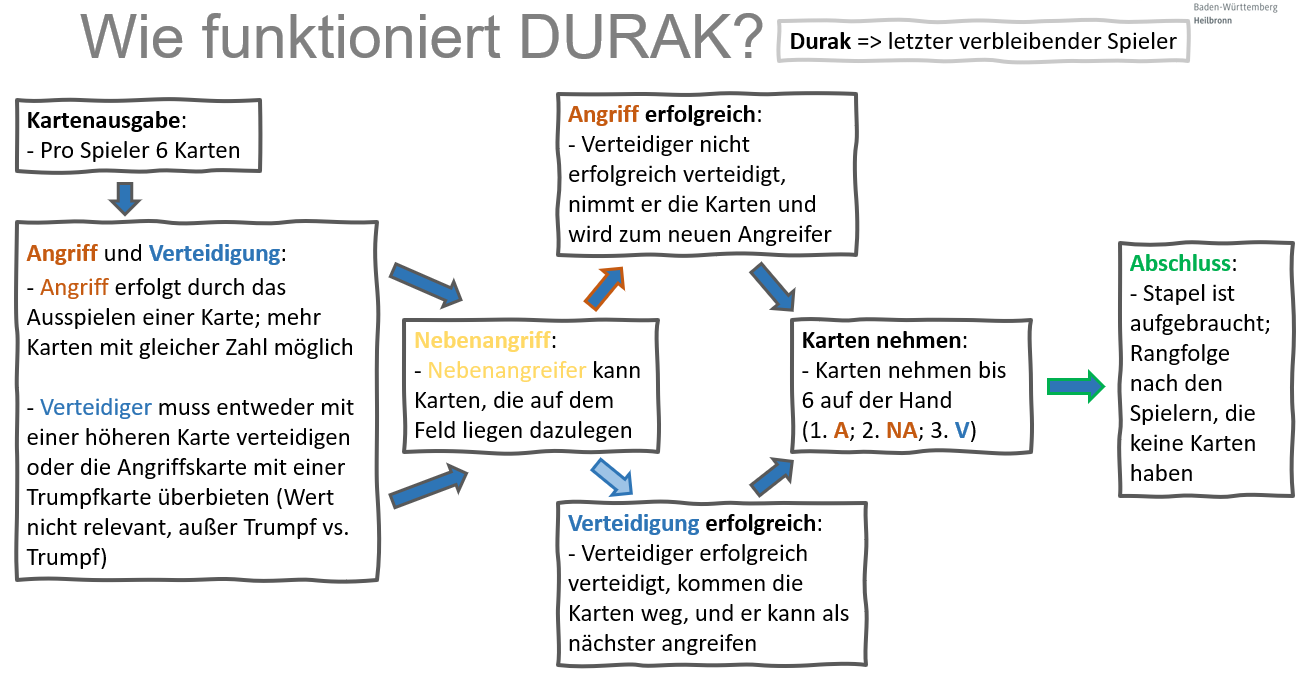 Baden-Württemberg
Heilbronn
Wie funktioniert DURAK?
Durak => letzter verbleibender Spieler
Kartenausgabe:
- Pro Spieler 6 Karten
Angriff und Verteidigung:
- Angriff erfolgt durch das
Ausspielen einer Karte; mehr
Karten mit gleicher Zahl möglich
- Verteidiger muss entweder mit
einer höheren Karte verteidigen
oder die Angriffskarte mit einer
Trumpfkarte überbieten (Wert
nicht relevant, außer Trumpf vs.
Trumpf)
Nebenangriff:
- Nebenangreifer kann
Karten, die auf dem
Feld liegen dazulegen
Angriff erfolgreich:
- Verteidiger nicht
erfolgreich verteidigt,
nimmt er die Karten und
wird zum neuen Angreifer
Verteidigung erfolgreich:
- Verteidiger erfolgreich
verteidigt, kommen die
Karten weg, und er kann als
nächster angreifen
Karten nehmen:
- Karten nehmen bis
6 auf der Hand
(1. A; 2. NA; 3. V)
Abschluss:
- Stapel ist
aufgebraucht;
Rangfolge
nach den
Spielern, die
keine Karten
haben